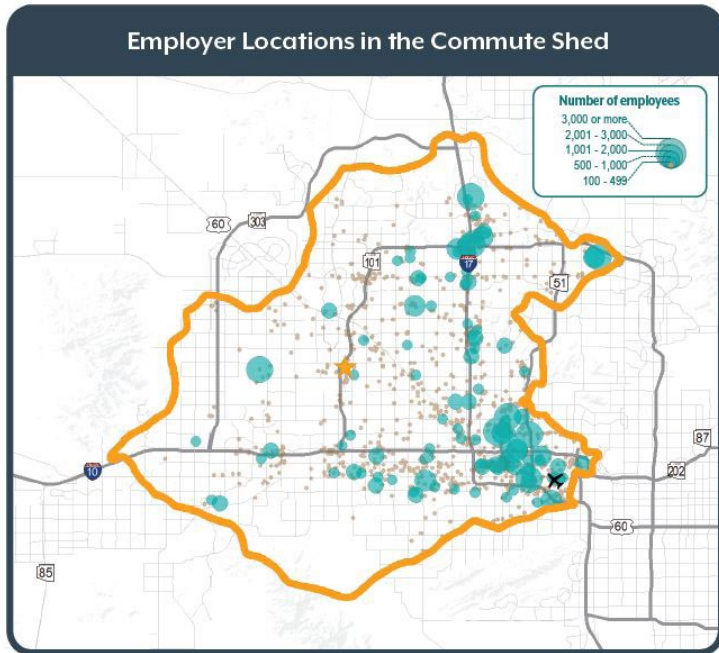 Employer Locations in the Commute Shed
Number of employees
3,000 or more
2,001 - 3,000
1,001 - 2,000
500 - 1,000
100 - 499
60
303
101
17
51
87
10
202
60
85